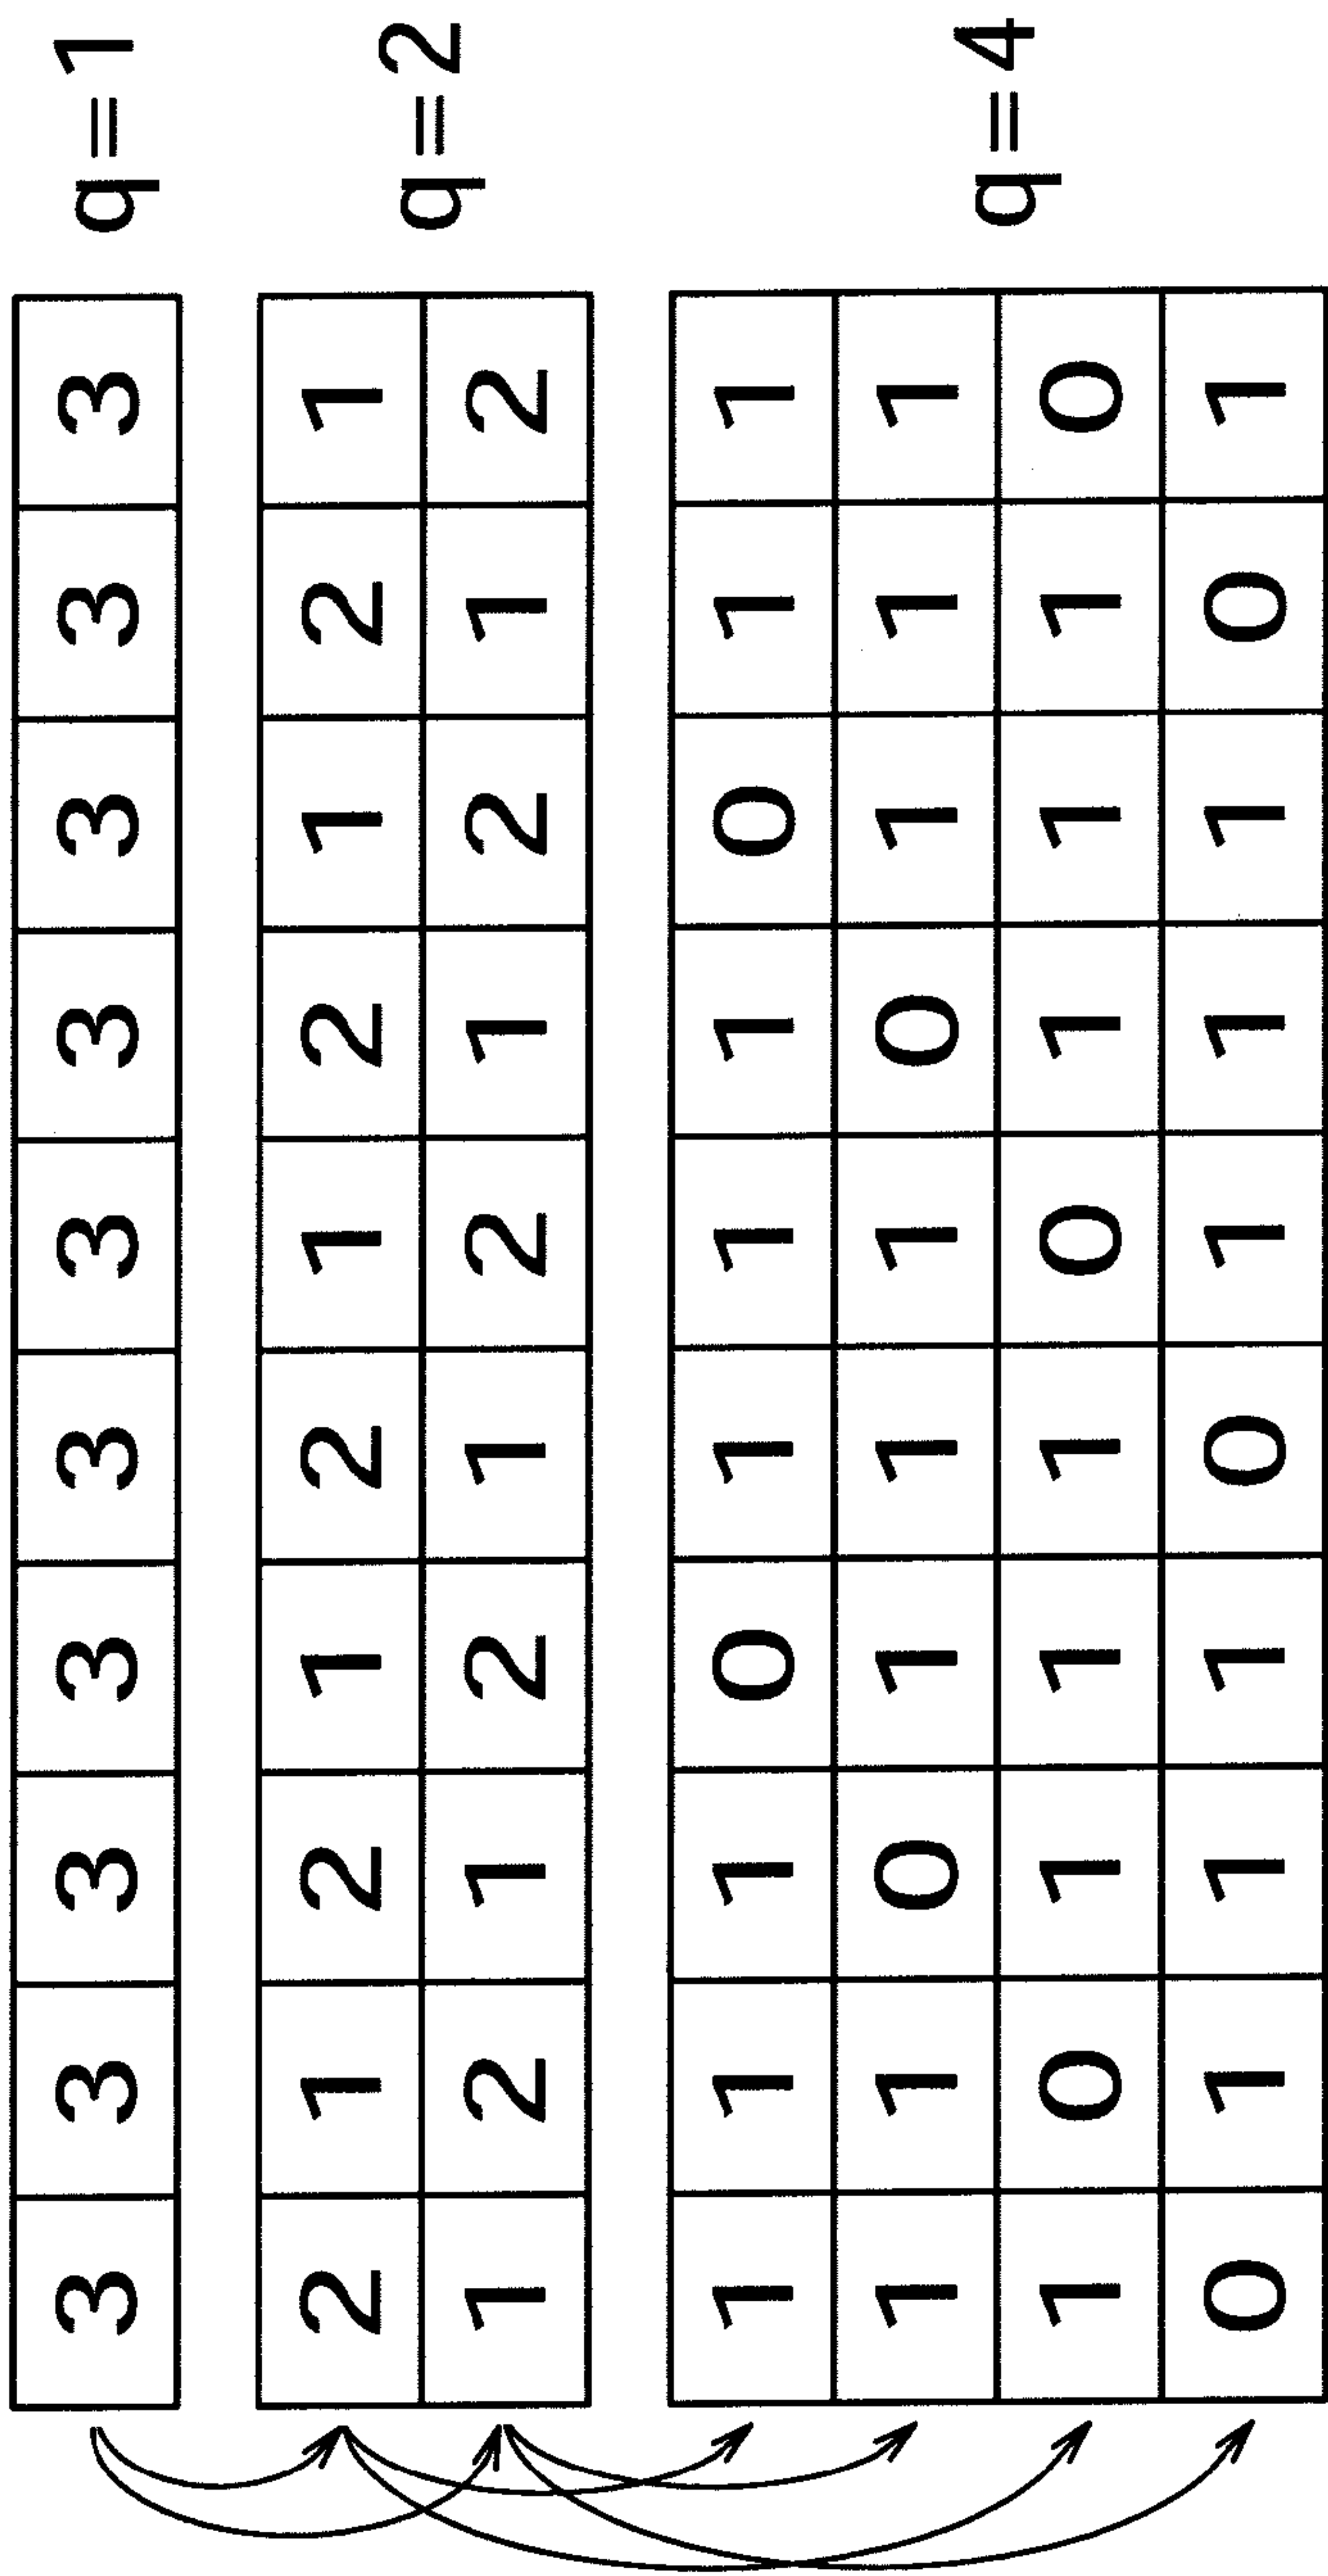 3 3 3 3 3 3 3 3 3 3 q=1
2 1 2 1 2 1 2 1 2 1
1 2 1 2 1 2 1 2 1 2
q=2
1 1 1 0 1 1 1 0 1 1
1 1 0 1 1 1 0 1 1 1
1 0 1 1 1 0 1 1 1 0
0 1 1 1 0 1 1 1 0 1
q=4